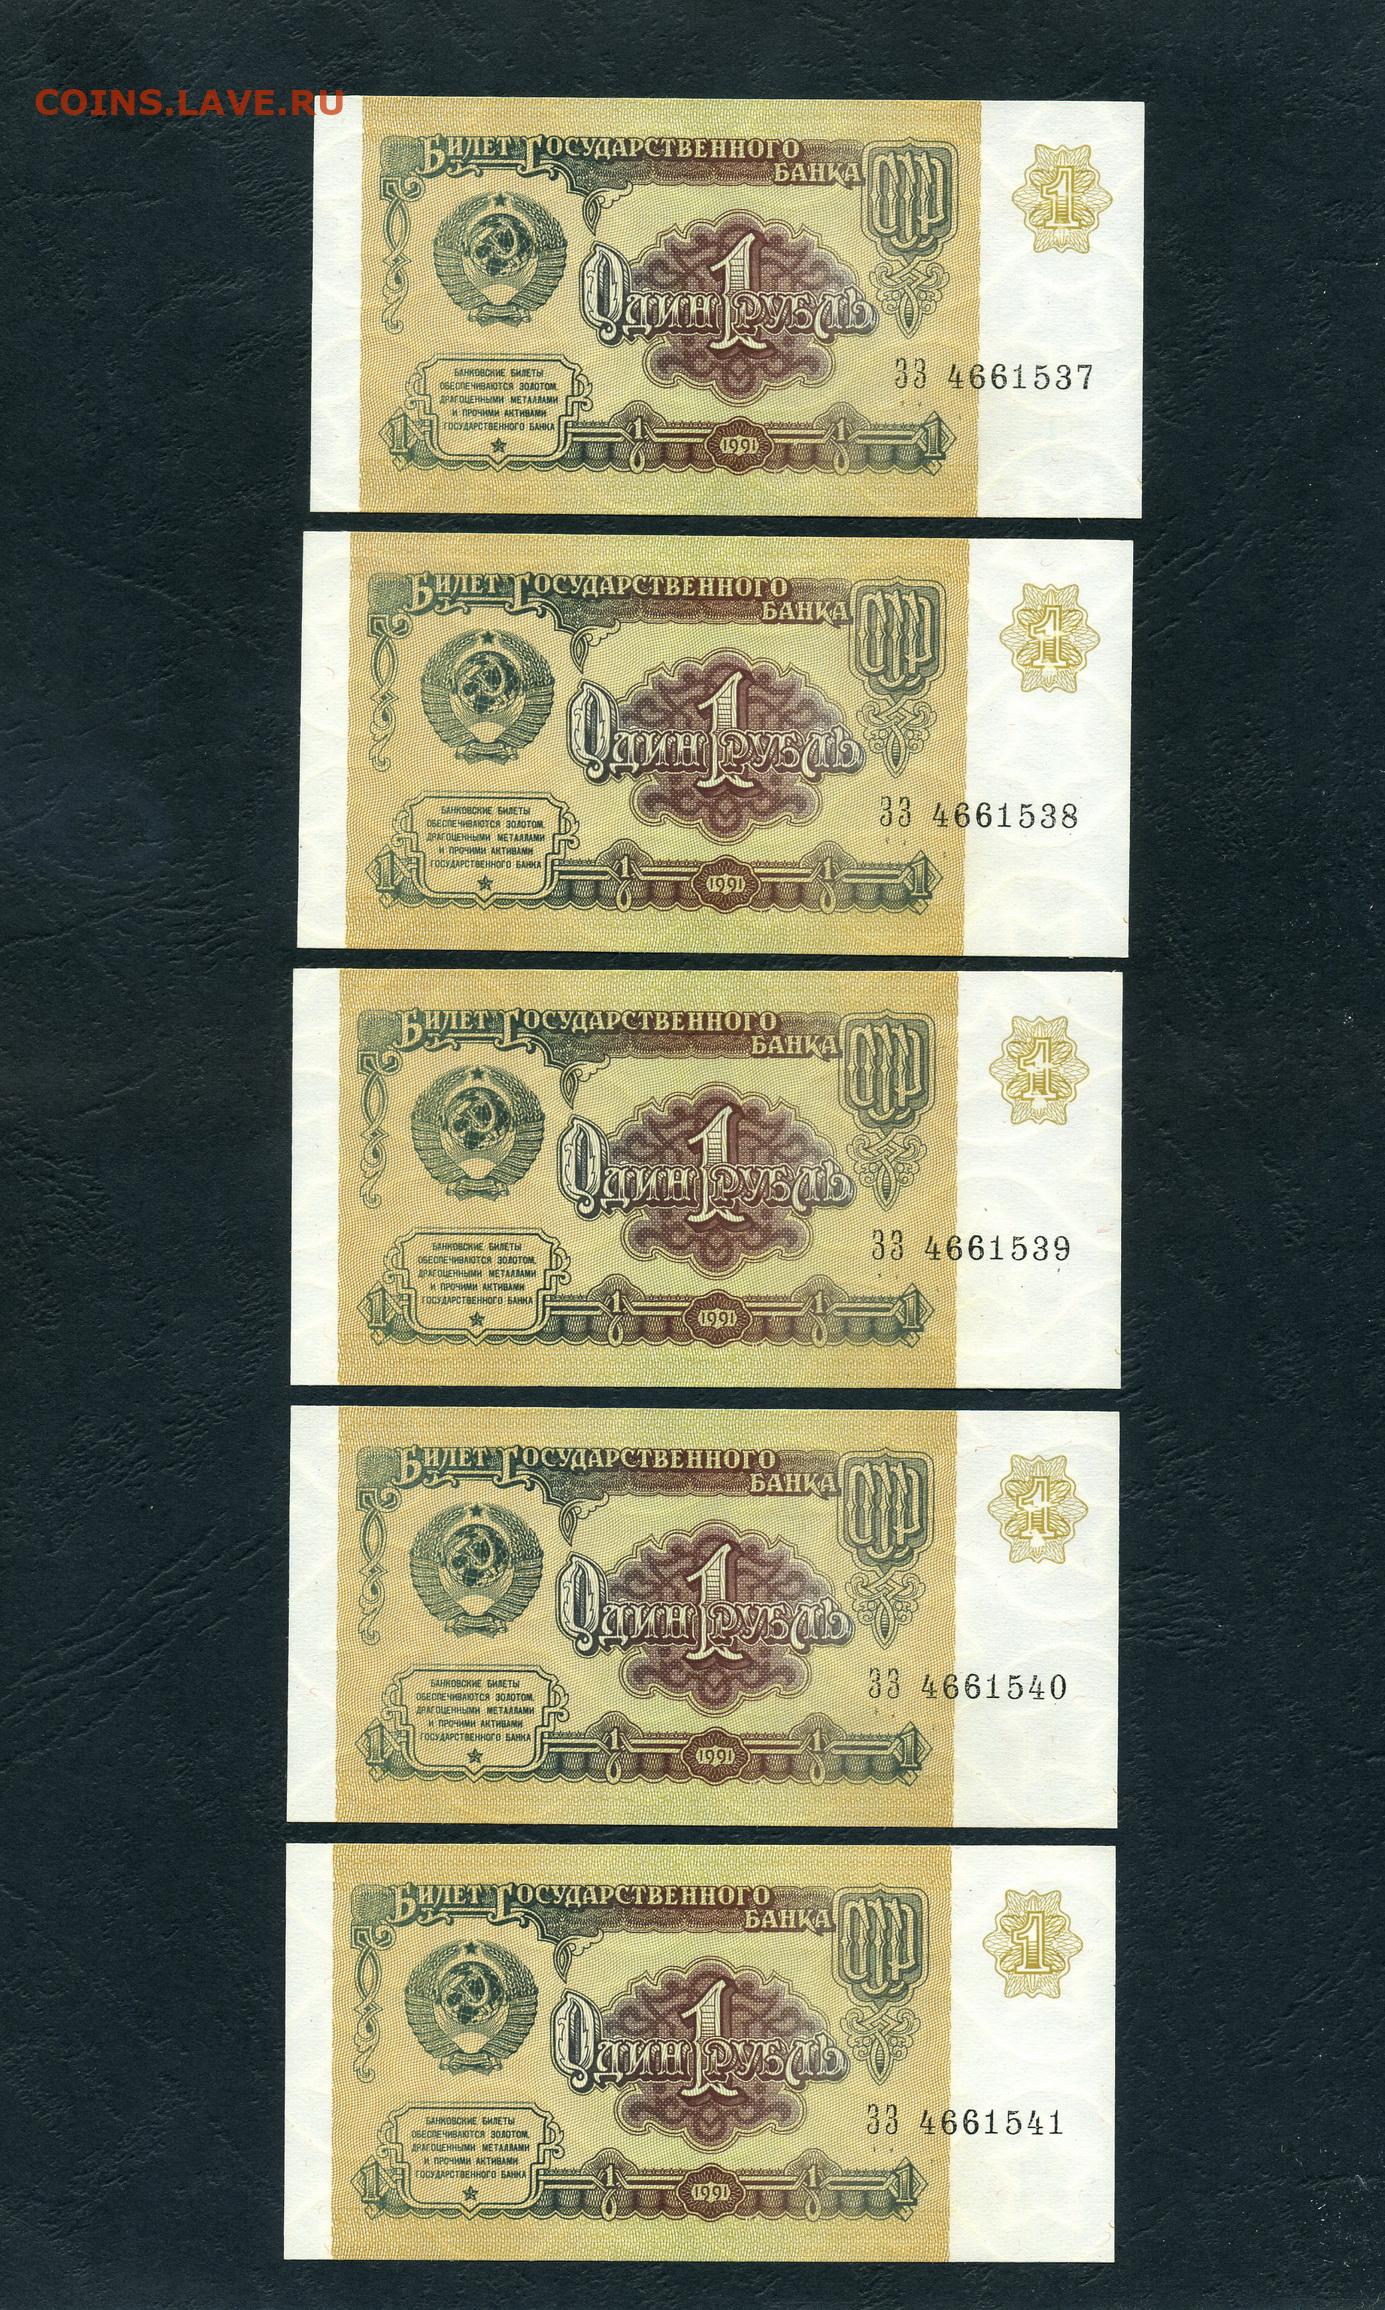 COINS.LAVE.RU
БИЛЕТ ГОСУДАРСТВЕННОГО
БАНКА
СССР
1
1
ОДИН РУБЛЬ
БАНКОВСКИЕ БИЛЕТЫ
ОБЕСПЕЧИВАЮТСЯ ЗОЛОТОМ,
ДРАГОЦЕННЫМИ МЕТАЛЛАМИ
И ПРОЧИМИ АКТИВАМИ
ГОСУДАРСТВЕННОГО БАНКА
ЗЗ 4661537
1 1 1991 1 1
БИЛЕТ ГОСУДАРСТВЕННОГО
БАНКА
СССР
1
1
ОДИН РУБЛЬ
БАНКОВСКИЕ БИЛЕТЫ
ОБЕСПЕЧИВАЮТСЯ ЗОЛОТОМ,
ДРАГОЦЕННЫМИ МЕТАЛЛАМИ
И ПРОЧИМИ АКТИВАМИ
ГОСУДАРСТВЕННОГО БАНКА
ЗЗ 4661538
1 1 1991 1 1
БИЛЕТ ГОСУДАРСТВЕННОГО
БАНКА
СССР
1
1
ОДИН РУБЛЬ
БАНКОВСКИЕ БИЛЕТЫ
ОБЕСПЕЧИВАЮТСЯ ЗОЛОТОМ,
ДРАГОЦЕННЫМИ МЕТАЛЛАМИ
И ПРОЧИМИ АКТИВАМИ
ГОСУДАРСТВЕННОГО БАНКА
ЗЗ 4661539
1 1 1991 1 1
БИЛЕТ ГОСУДАРСТВЕННОГО
БАНКА
СССР
1
1
ОДИН РУБЛЬ
БАНКОВСКИЕ БИЛЕТЫ
ОБЕСПЕЧИВАЮТСЯ ЗОЛОТОМ,
ДРАГОЦЕННЫМИ МЕТАЛЛАМИ
И ПРОЧИМИ АКТИВАМИ
ГОСУДАРСТВЕННОГО БАНКА
ЗЗ 4661540
1 1 1991 1 1
БИЛЕТ ГОСУДАРСТВЕННОГО
БАНКА
СССР
1
1
ОДИН РУБЛЬ
БАНКОВСКИЕ БИЛЕТЫ
ОБЕСПЕЧИВАЮТСЯ ЗОЛОТОМ,
ДРАГОЦЕННЫМИ МЕТАЛЛАМИ
И ПРОЧИМИ АКТИВАМИ
ГОСУДАРСТВЕННОГО БАНКА
ЗЗ 4661541
1 1 1991 1 1